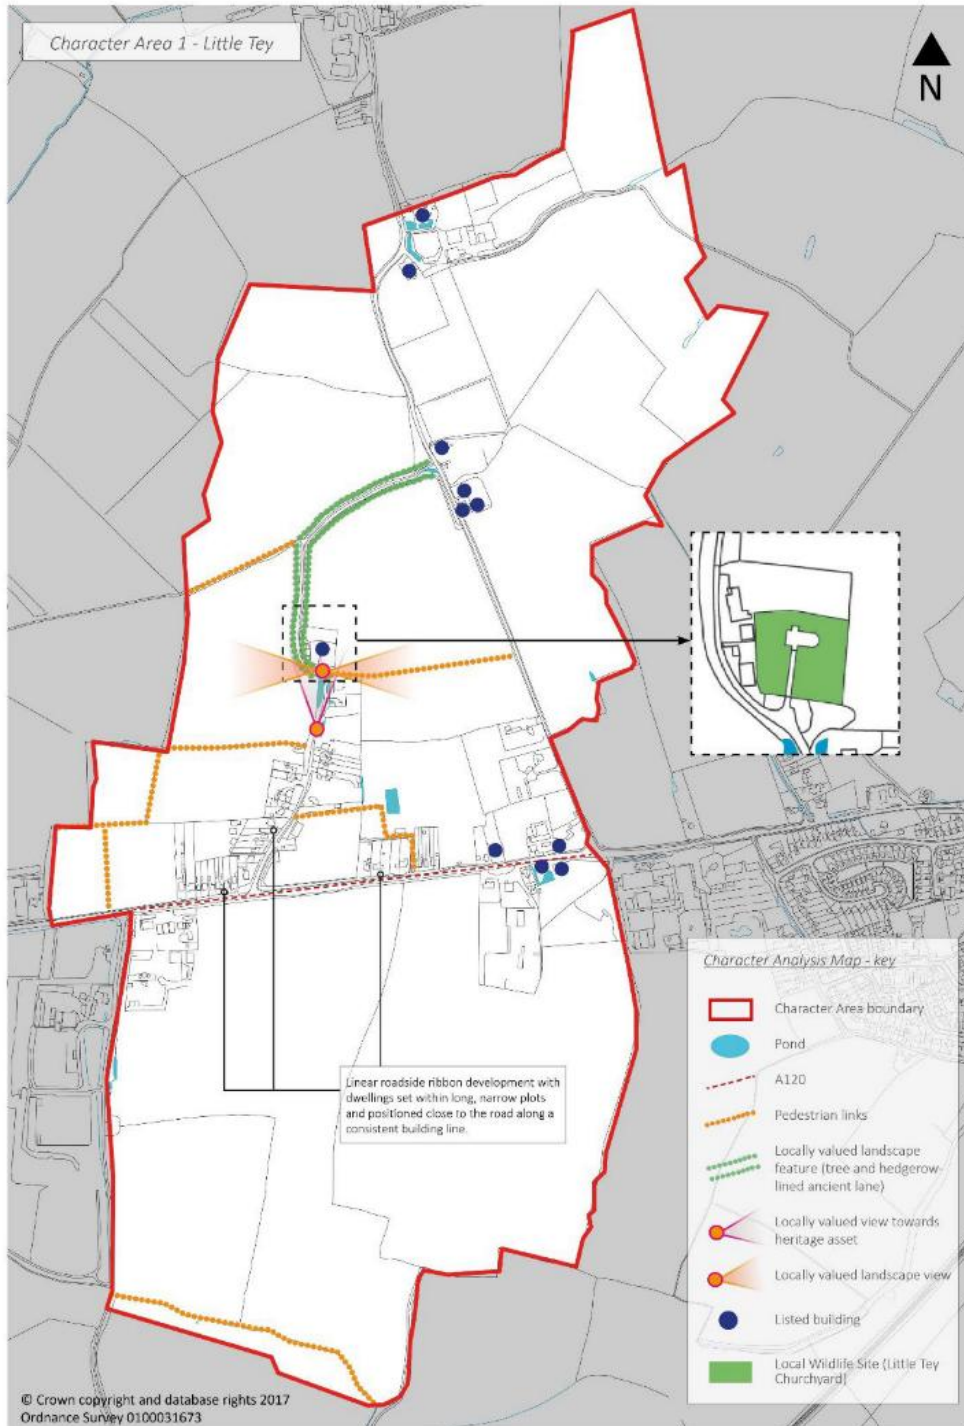 Character Area 1 - Little Tey
N
Linear roadside ribbon development with
dwellings set within long, narrow plots
and positioned close to the road along a
consistent building line.
Character Analysis Map - key
Character Area boundary
Pond
A120
Pedestrian links
Locally valued landscape
feature (tree and hedgerow-
lined ancient lane)
Locally valued view towards
heritage asset
Locally valued landscape view
Listed building
Local Wildlife Site (Little Tey
Churchyard)
© Crown copyright and database rights 2017
Ordnance Survey 0100031673